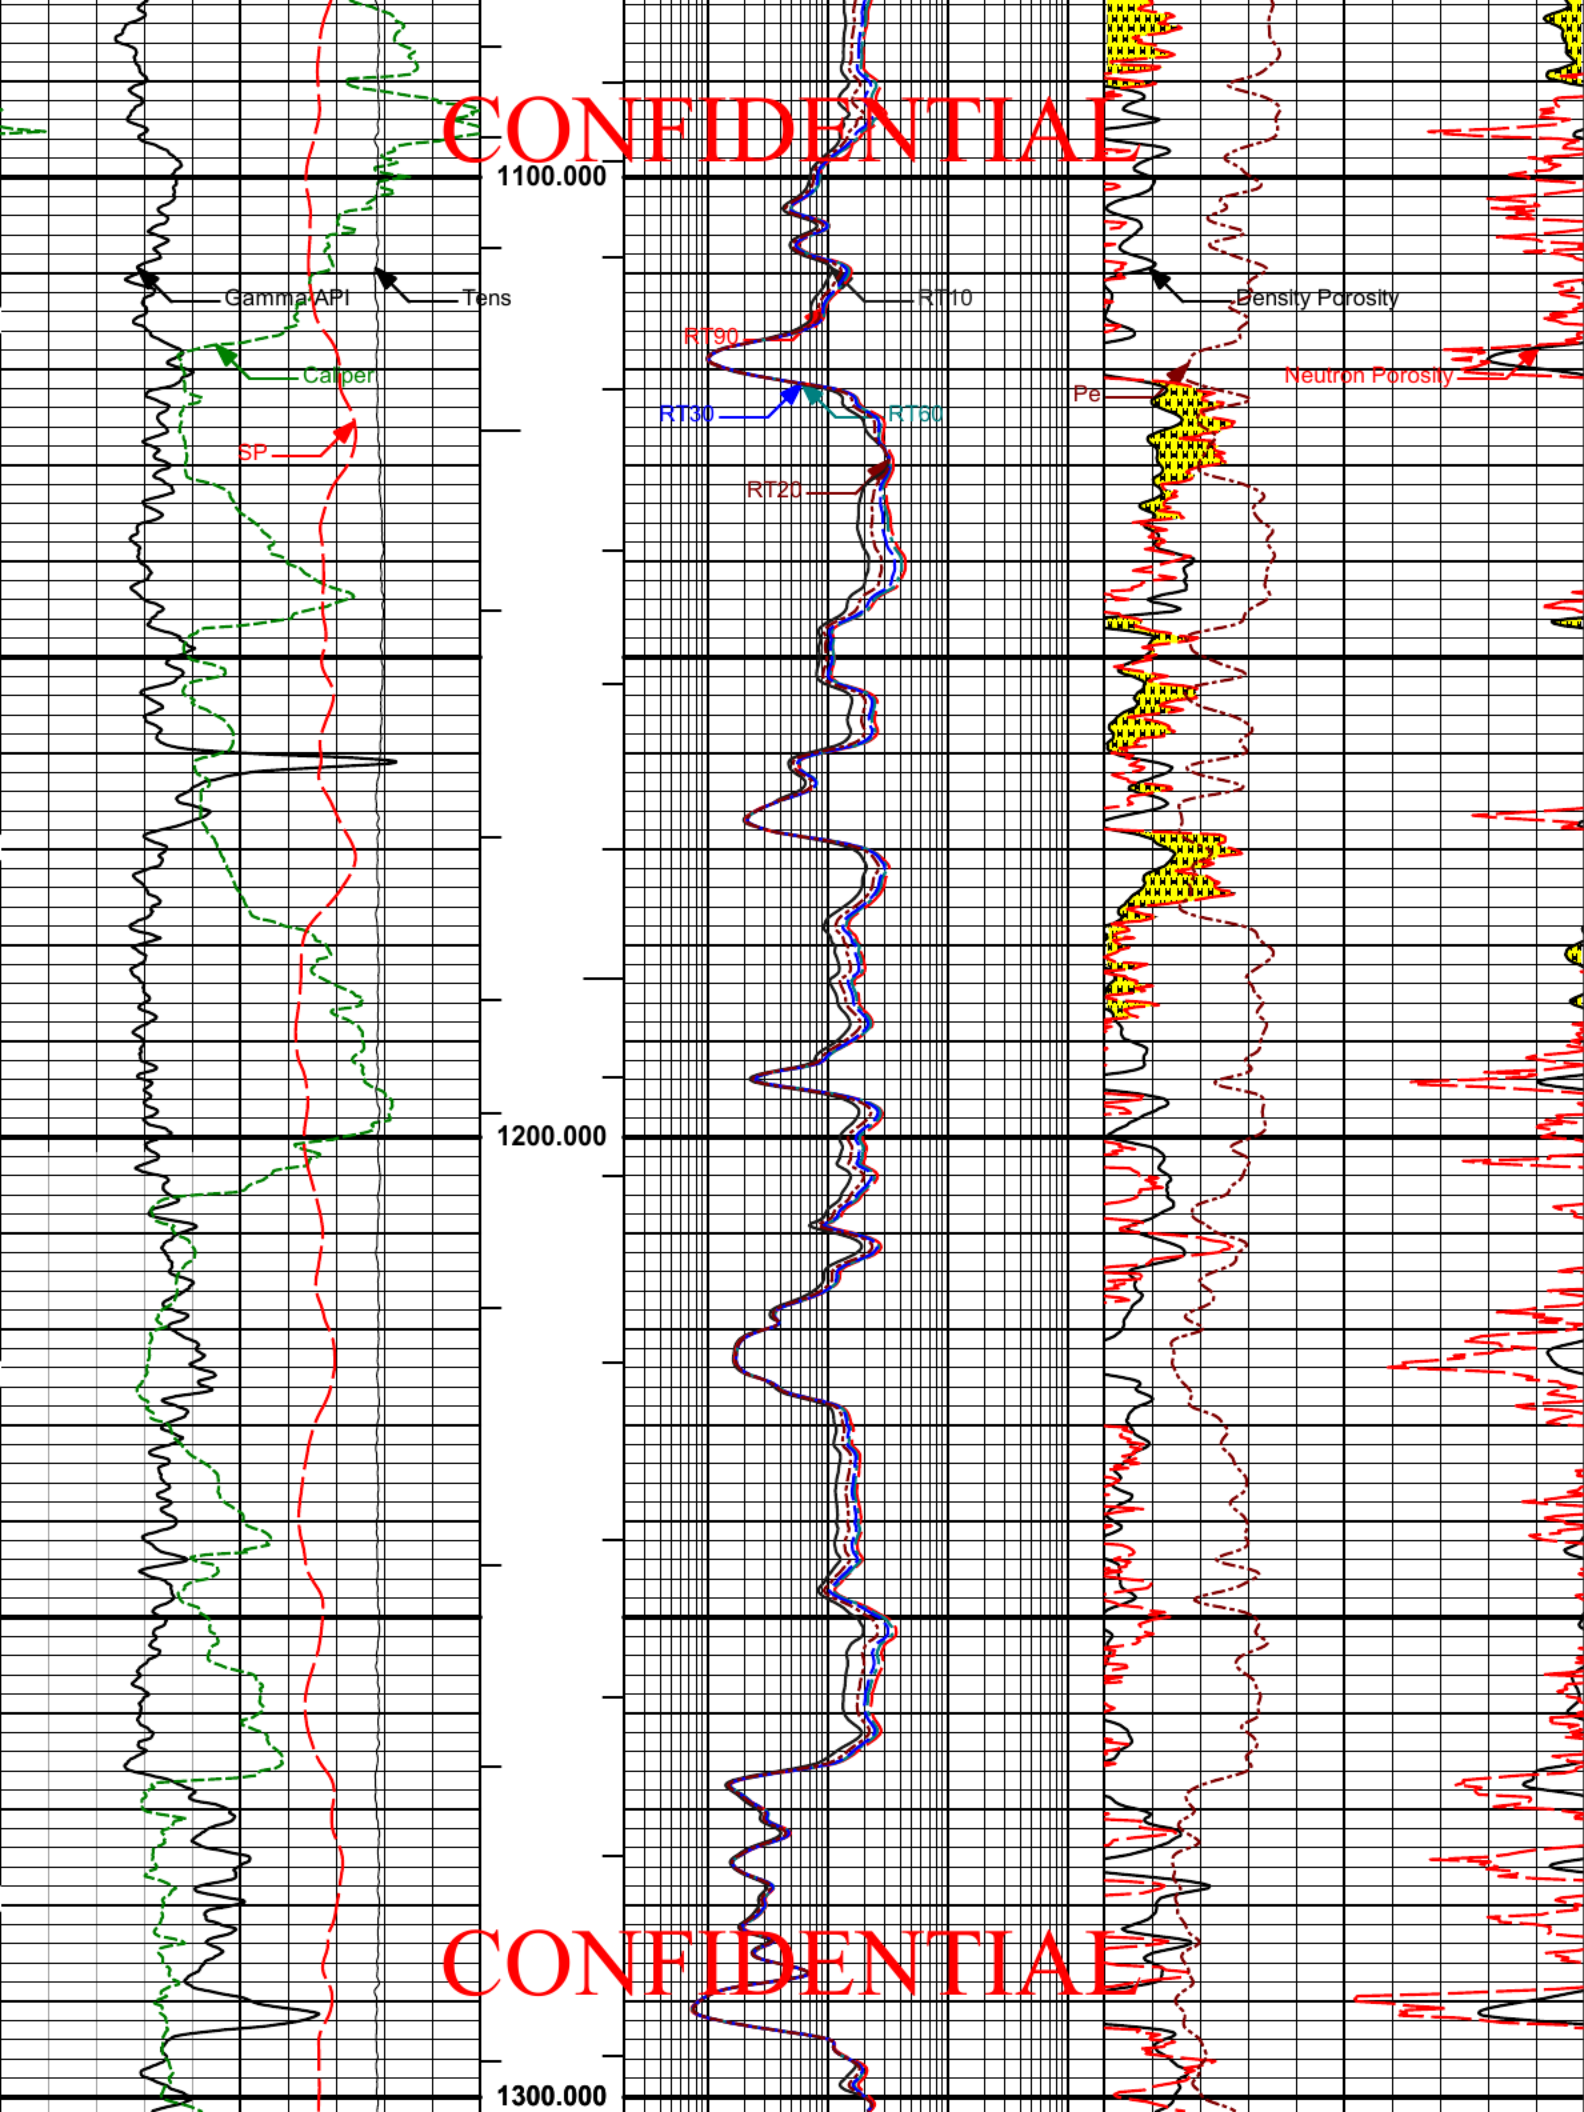 CONFIDENTIAL
1100.000
Gamma API
Tens
RT10
Density Porosity
RT90
Caliper
Neutron Porosity
Pe
RT30
RT60
SP
RT20
1200.000
CONFIDENTIAL
1300.000